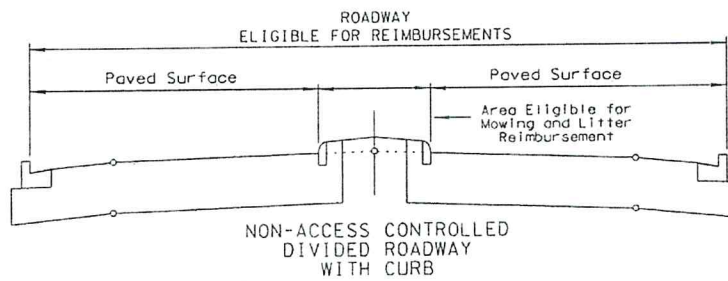 ROADWAY
ELIGIBLE FOR REIMBURSEMENTS
Paved Surface
Paved Surface
Area Eligible for
Mowing and Litter
Reimbursement
NON-ACCESS CONTROLLED
DIVIDED ROADWAY
WITH CURB